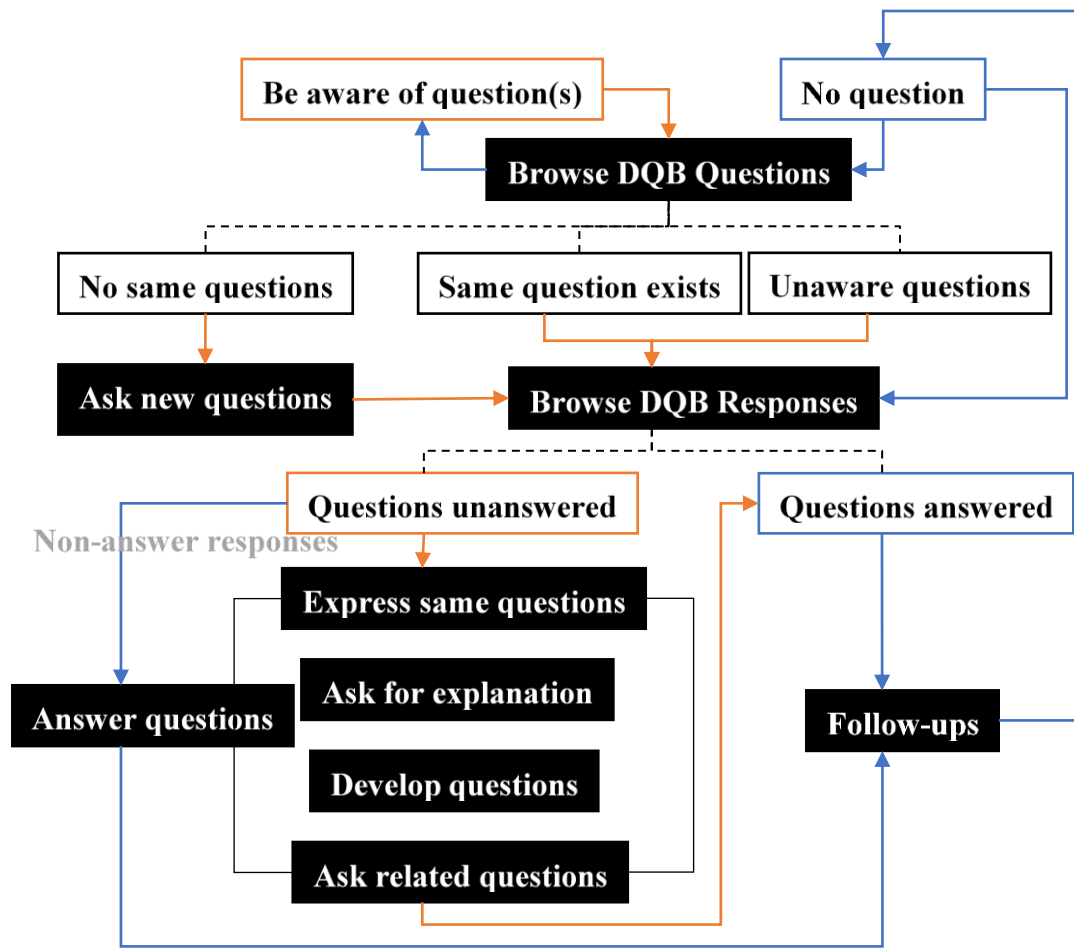 Be aware of question(s)
No question
Browse DQB Questions
No same questions
Same question exists
Unaware questions
Ask new questions
Browse DQB Responses
Questions unanswered
Questions answered
Non-answer responses
Express same questions
Ask for explanation
Answer questions
Follow-ups
Develop questions
Ask related questions